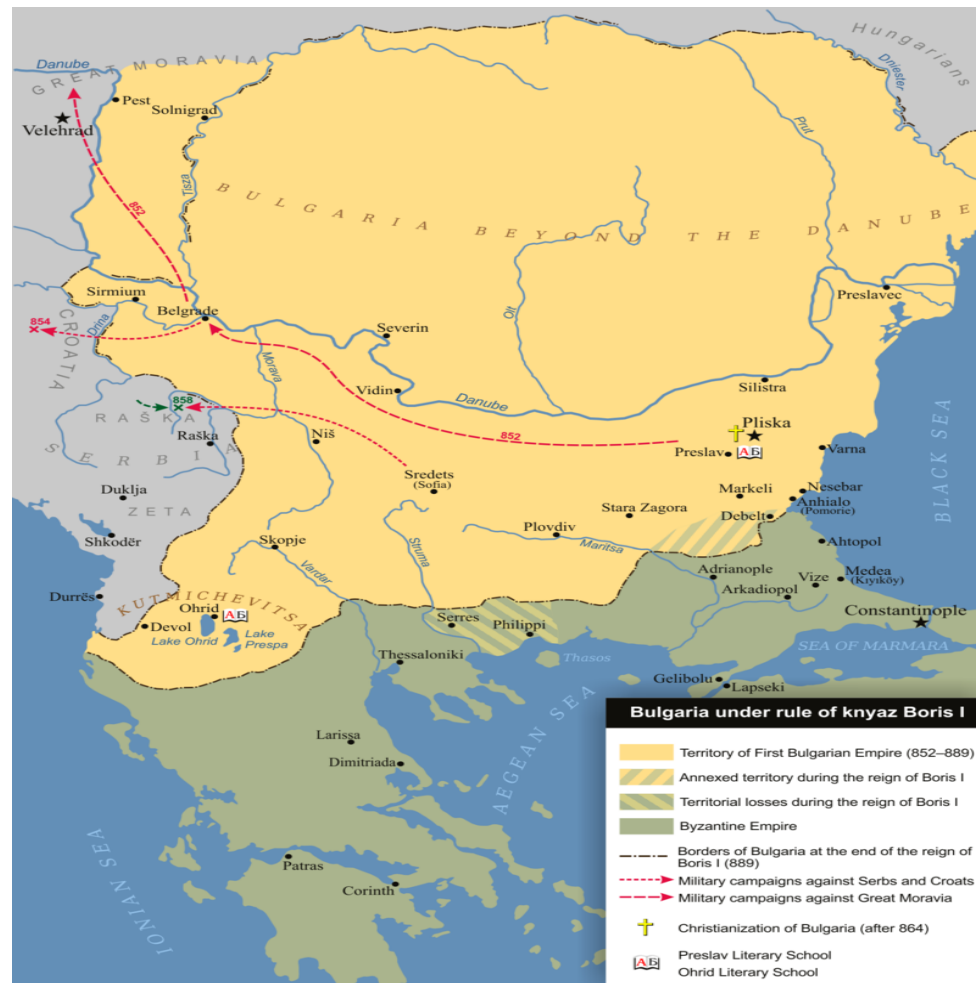 Hungarians
Danube
GREAT MORAVIA
Dniester
Pest
Solnigrad
Velehrad
Prut
Tisza
852
BULGARIA BEYOND THE DANUBE
Sirmium
Preslavec
Belgrade
854
CROATIA
Drina
Olt
Severin
Morava
Vidin
Silistra
Danube
858
RAŠKA
Pliska
852
Raška
Niš
Preslav
АБ
Varna
SERBIA
Sredets
(Sofia)
BLACK SEA
Duklja
Markeli
Nesebar
Anhialo
(Pomorie)
ZETA
Stara Zagora
Debelt
Plovdiv
Shkodër
Skopje
Struma
Maritsa
Ahtopol
Vardar
Adrianople
Vize
Medea
(Kıyıköy)
Durrës
KUTMICHEVITSA
Arkadiopol
Ohrid
АБ
Constantinople
Devol
Serres
Philippi
Lake Ohrid
Lake
Prespa
SEA OF MARMARA
Thessaloniki
Thasos
Gelibolu
Lapseki
AEGEAN SEA
Larissa
Dimitriada
IONIAN SEA
Patras
Corinth
Bulgaria under rule of knyaz Boris I
Territory of First Bulgarian Empire (852–889)
Annexed territory during the reign of Boris I
Territorial losses during the reign of Boris I
Byzantine Empire
Borders of Bulgaria at the end of the reign of
Boris I (889)
Military campaigns against Serbs and Croats
Military campaigns against Great Moravia
Christianization of Bulgaria (after 864)
АБ
Preslav Literary School
Ohrid Literary School